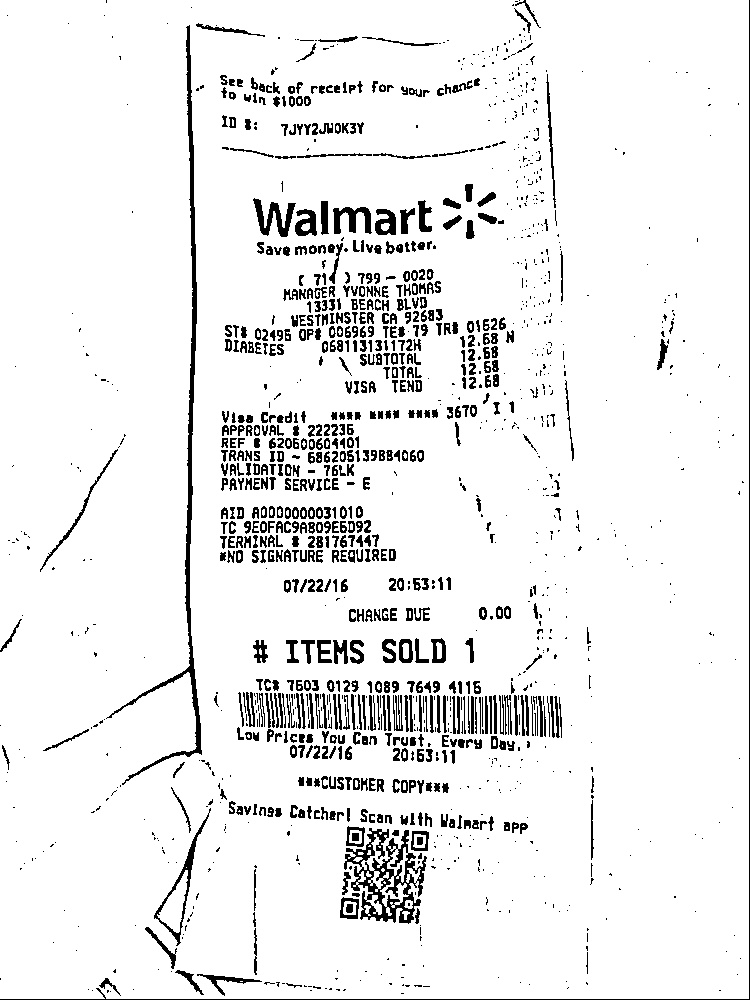 See back of receipt for your chance
to win $1000
ID #: 7JYY2JW0K3Y
Walmart
Save money. Live better.
( 714 ) 799 - 0020
MANAGER YVONNE THOMAS
13331 BEACH BLVD
WESTMINSTER CA 92683
ST# 02495 OP# 006969 TE# 79 TR# 01526
DIABETES 068113131172H 12.68 N
SUBTOTAL 12.68
TOTAL 12.68
VISA TEND 12.68
Visa Credit **** **** **** 3670 I 1
APPROVAL # 222236
REF # 620500604401
TRANS ID - 586205139884060
VALIDATION - 76LK
PAYMENT SERVICE - E
AID A0000000031010
TC 9E0FAC9A809E6D92
TERMINAL # 281767447
*NO SIGNATURE REQUIRED
07/22/16 20:53:11
CHANGE DUE 0.00
# ITEMS SOLD 1
TC# 7503 0129 1089 7649 4115
Low Prices You Can Trust. Every Day.
07/22/16 20:53:11
***CUSTOMER COPY***
Savings Catcher! Scan with Walmart app